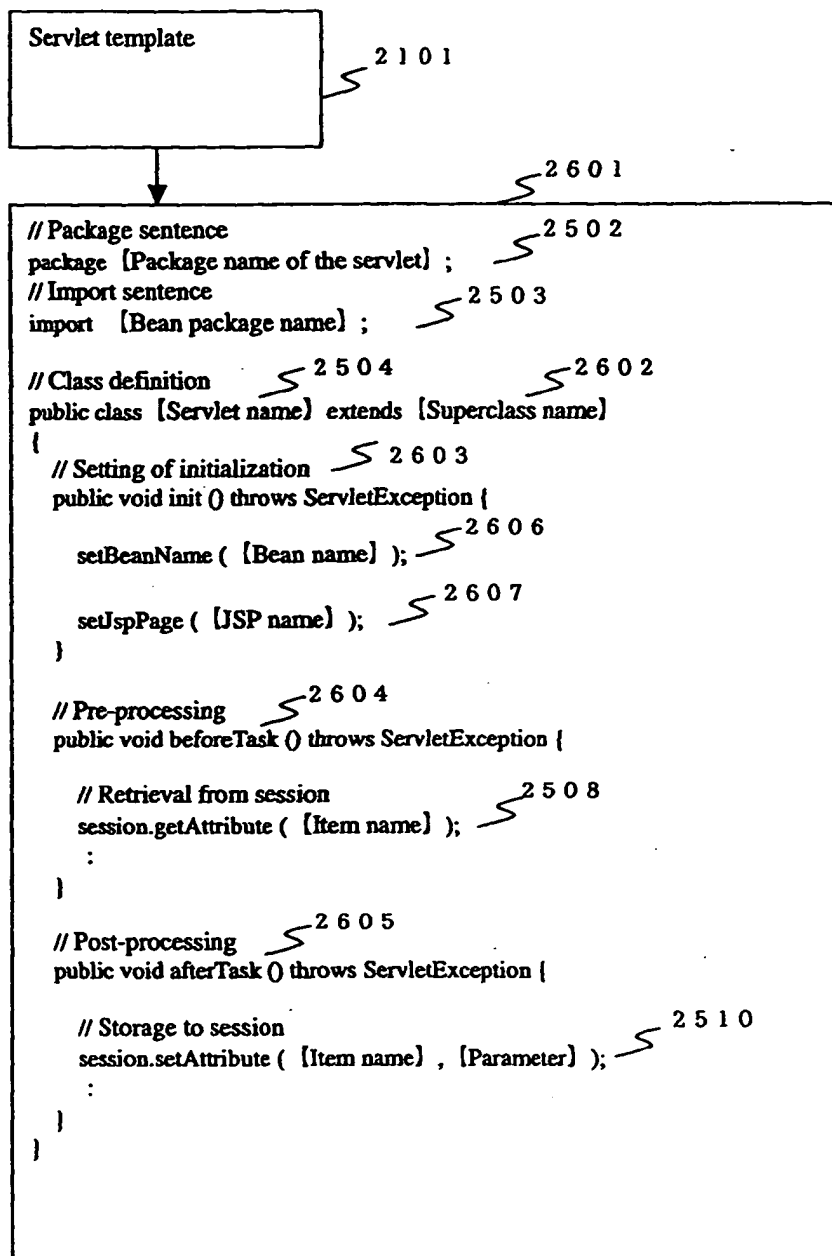 Servlet template
2101
2601
// Package sentence
2502
package 【Package name of the servlet】 ;
// Import sentence
2503
import 【Bean package name】 ;
// Class definition
2504
2602
public class 【Servlet name】 extends 【Superclass name】
{
// Setting of initialization
2603
public void init () throws ServletException {
2606
setBeanName ( 【Bean name】 );
2607
setJspPage ( 【JSP name】 );
}
2604
// Pre-processing
public void beforeTask () throws ServletException {
// Retrieval from session
2508
session.getAttribute ( 【Item name】 );
:
}
2605
// Post-processing
public void afterTask () throws ServletException {
// Storage to session
2510
session.setAttribute ( 【Item name】 , 【Parameter】 );
:
}
}